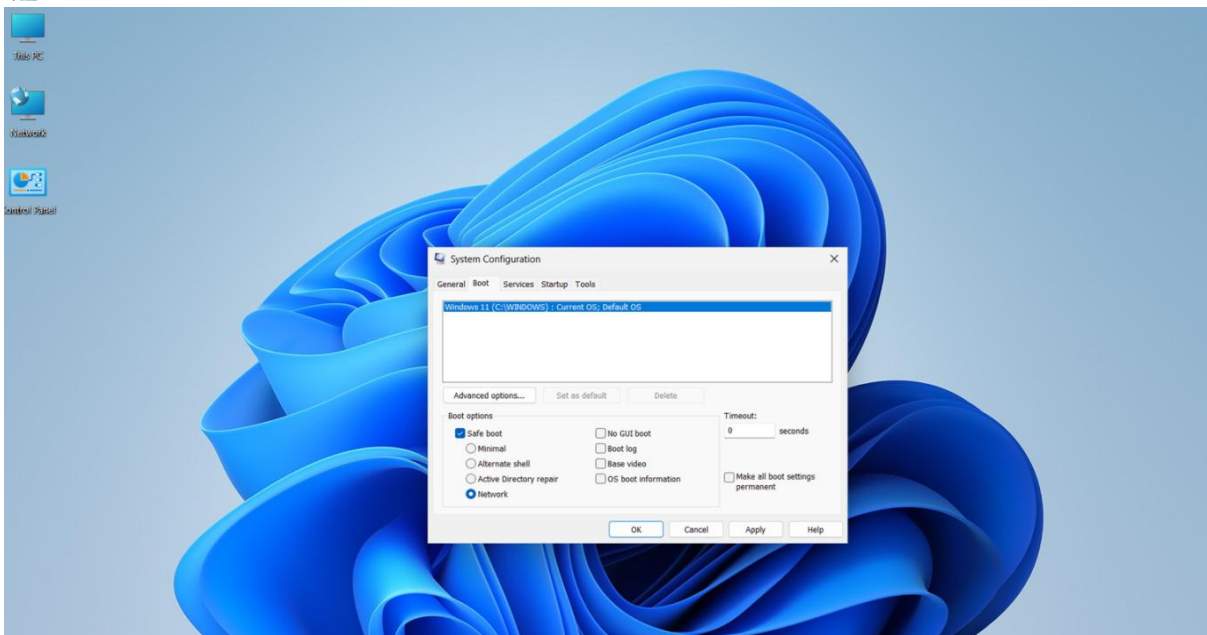 This PC
Network
Control Panel
System Configuration
General Boot Services Startup Tools
Windows 11 (C:\WINDOWS) : Current OS; Default OS
Advanced options... Set as default Delete
Boot options
Timeout:
Safe boot
No GUI boot
0 seconds
Minimal
Boot log
Alternate shell
Base video
Active Directory repair
OS boot information
Make all boot settings
permanent
Network
OK Cancel Apply Help